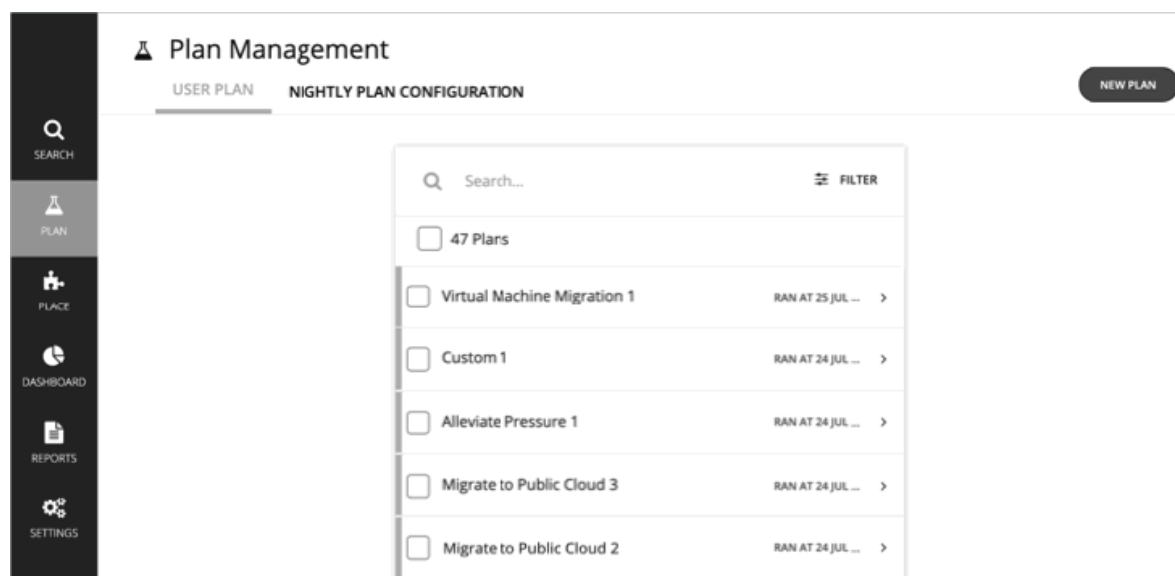 Plan Management
USER PLAN NIGHTLY PLAN CONFIGURATION
NEW PLAN
SEARCH
PLAN
PLACE
DASHBOARD
REPORTS
SETTINGS
Search...
FILTER
47 Plans
Virtual Machine Migration 1 RAN AT 25 JUL ...
Custom 1 RAN AT 24 JUL ...
Alleviate Pressure 1 RAN AT 24 JUL ...
Migrate to Public Cloud 3 RAN AT 24 JUL ...
Migrate to Public Cloud 2 RAN AT 24 JUL ...